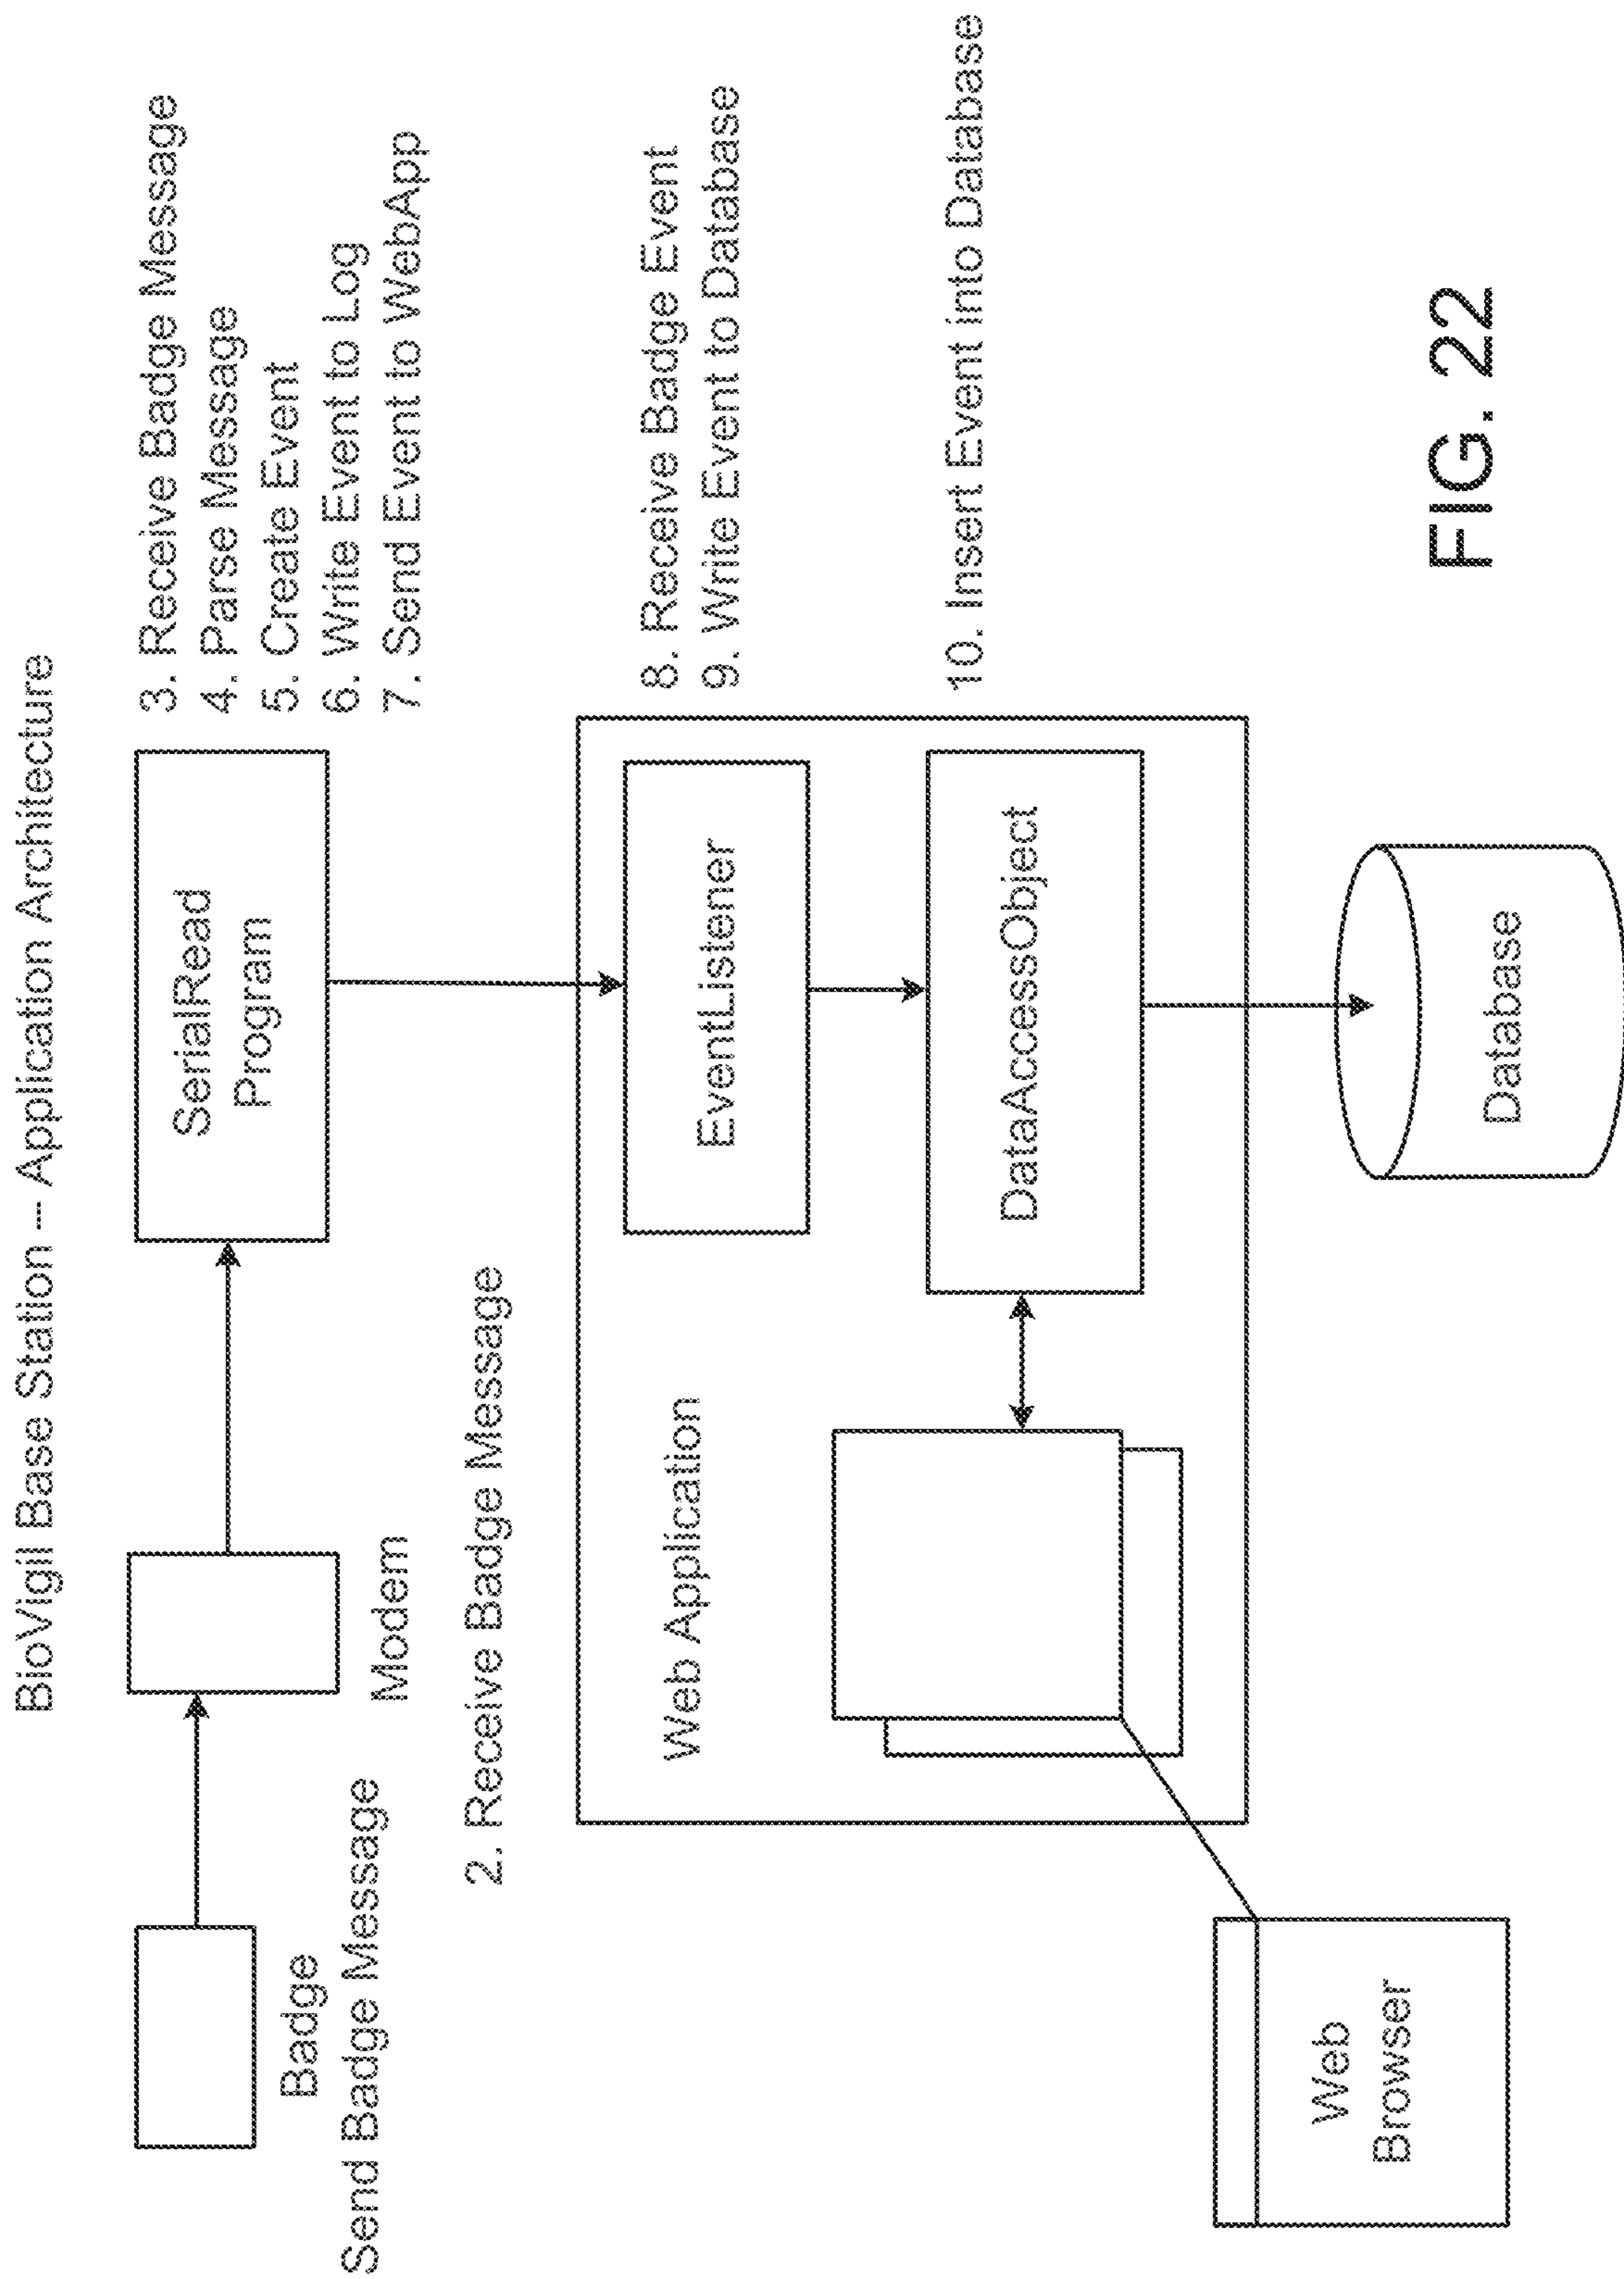 BioVigil Base Station -- Application Architecture
Badge
Send Badge Message
Modem
2. Receive Badge Message
SerialRead
Program
3. Receive Badge Message
4. Parse Message
5. Create Event
6. Write Event to Log
7. Send Event to WebApp
Web Application
EventListener
8. Receive Badge Event
9. Write Event to Database
DataAccessObject
10. Insert Event into Database
Web
Browser
Database
FIG. 22